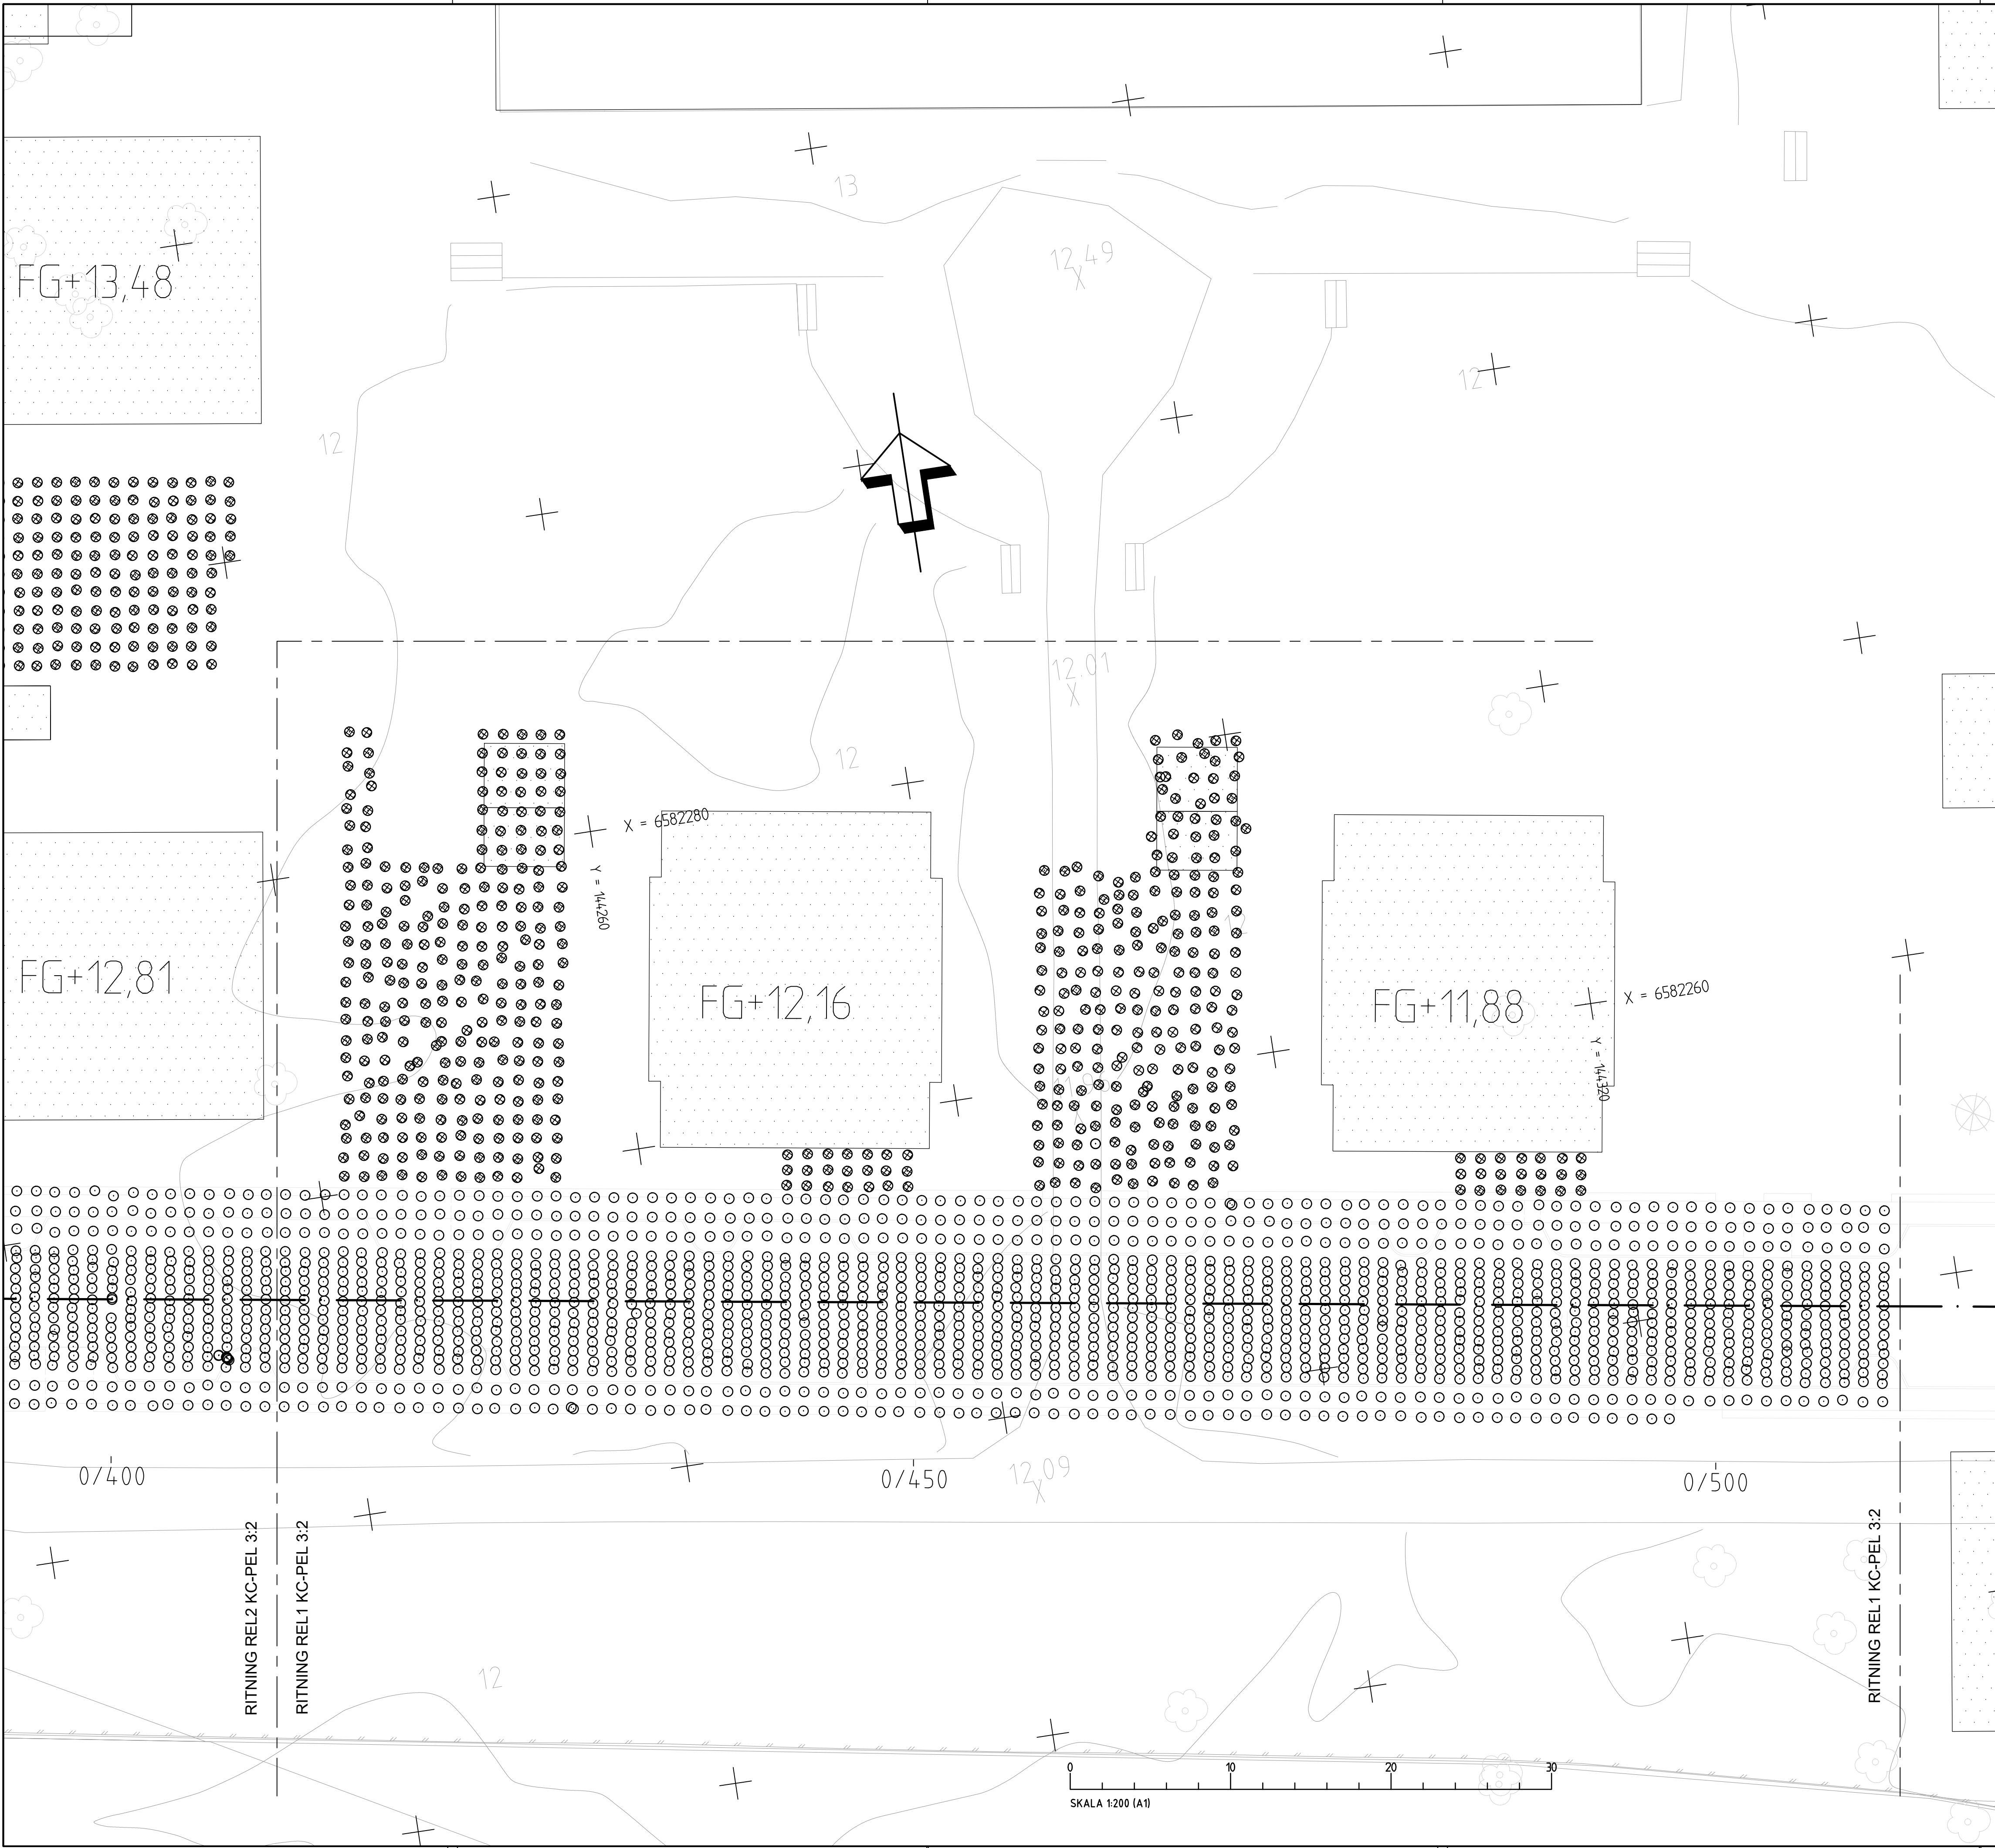 13
12,49
X
FG+13,48
12
12
12.01
X
12
X = 6582280
Y = 144260
FG+12,81
FG+12,16
FG+11,88
X = 6582260
Y = 144320
0/400
0/450
0/500
12,09
X
RITNING REL2 KC-PEL 3:2
RITNING REL1 KC-PEL 3:2
RITNING REL1 KC-PEL 3:2
12
0 10 20 30
SKALA 1:200 (A1)